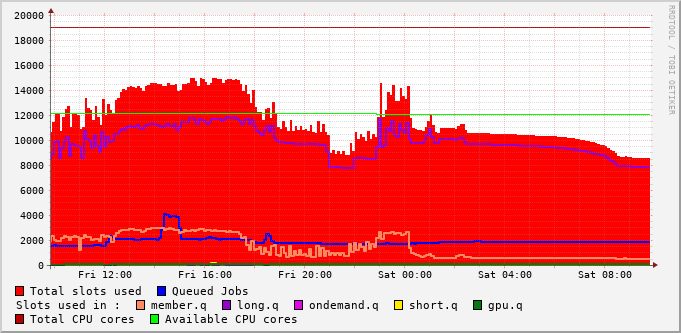 20000
18000
16000
14000
12000
10000
8000
6000
4000
2000
0
Fri 12:00 Fri 16:00 Fri 20:00 Sat 00:00 Sat 04:00 Sat 08:00
RRDTOOL / TOBI OETIKER
Total slots used Queued Jobs
Slots used in : member.q long.q ondemand.q short.q gpu.q
Total CPU cores Available CPU cores